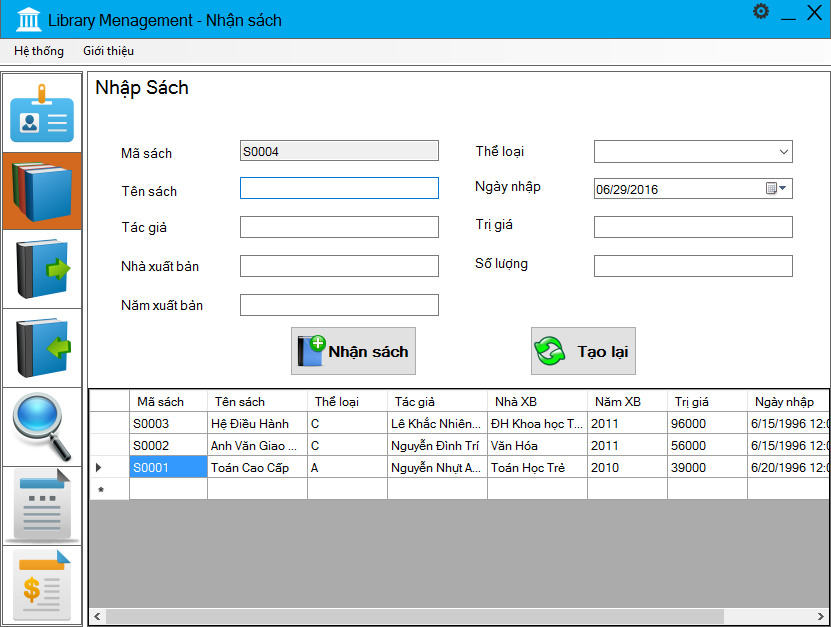 Library Menagement - Nhận sách
Hệ thống Giới thiệu
Nhập Sách
Mã sách S0004 Thể loại
Tên sách Ngày nhập 06/29/2016
Tác giả Trị giá
Nhà xuất bản Số lượng
Năm xuất bản
Nhận sách Tạo lại
Mã sách Tên sách Thể loại Tác giả Nhà XB Năm XB Trị giá Ngày nhập
S0003 Hệ Điều Hành C Lê Khắc Nhiên... ĐH Khoa học T... 2011 96000 6/15/1996 12:0
S0002 Anh Văn Giao ... C Nguyễn Đình Trí Văn Hóa 2011 56000 6/15/1996 12:0
S0001 Toán Cao Cấp A Nguyễn Nhựt A... Toán Học Trẻ 2010 39000 6/20/1996 12:0